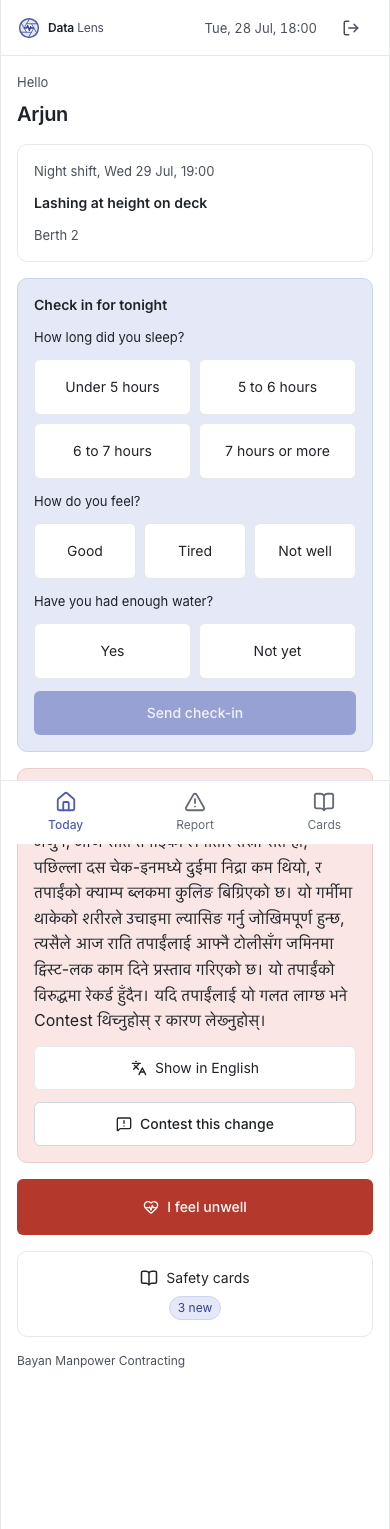 Data Lens
Tue, 28 Jul, 18:00
Hello
Arjun
Night shift, Wed 29 Jul, 19:00
Lashing at height on deck
Berth 2
Check in for tonight
How long did you sleep?
Under 5 hours
5 to 6 hours
6 to 7 hours
7 hours or more
How do you feel?
Good
Tired
Not well
Have you had enough water?
Yes
Not yet
Send check-in
Today
Report
Cards
पछिल्ला दस चेक-इनमध्ये दुईमा निद्रा कम थियो, र
तपाईंको क्याम्प ब्लकमा कुलिङ बिग्रिएको छ। यो गर्मीमा
थाकेको शरीरले उचाइमा ल्यासिङ गर्नु जोखिमपूर्ण हुन्छ,
त्यसैले आज राति तपाईंलाई आफ्नै टोलीसँग जमिनमा
ट्विस्ट-लक काम दिने प्रस्ताव गरिएको छ। यो तपाईंको
विरुद्धमा रेकर्ड हुँदैन। यदि तपाईंलाई यो गलत लाग्छ भने
Contest थिच्नुहोस् र कारण लेख्नुहोस्।
Show in English
Contest this change
I feel unwell
Safety cards
3 new
Bayan Manpower Contracting